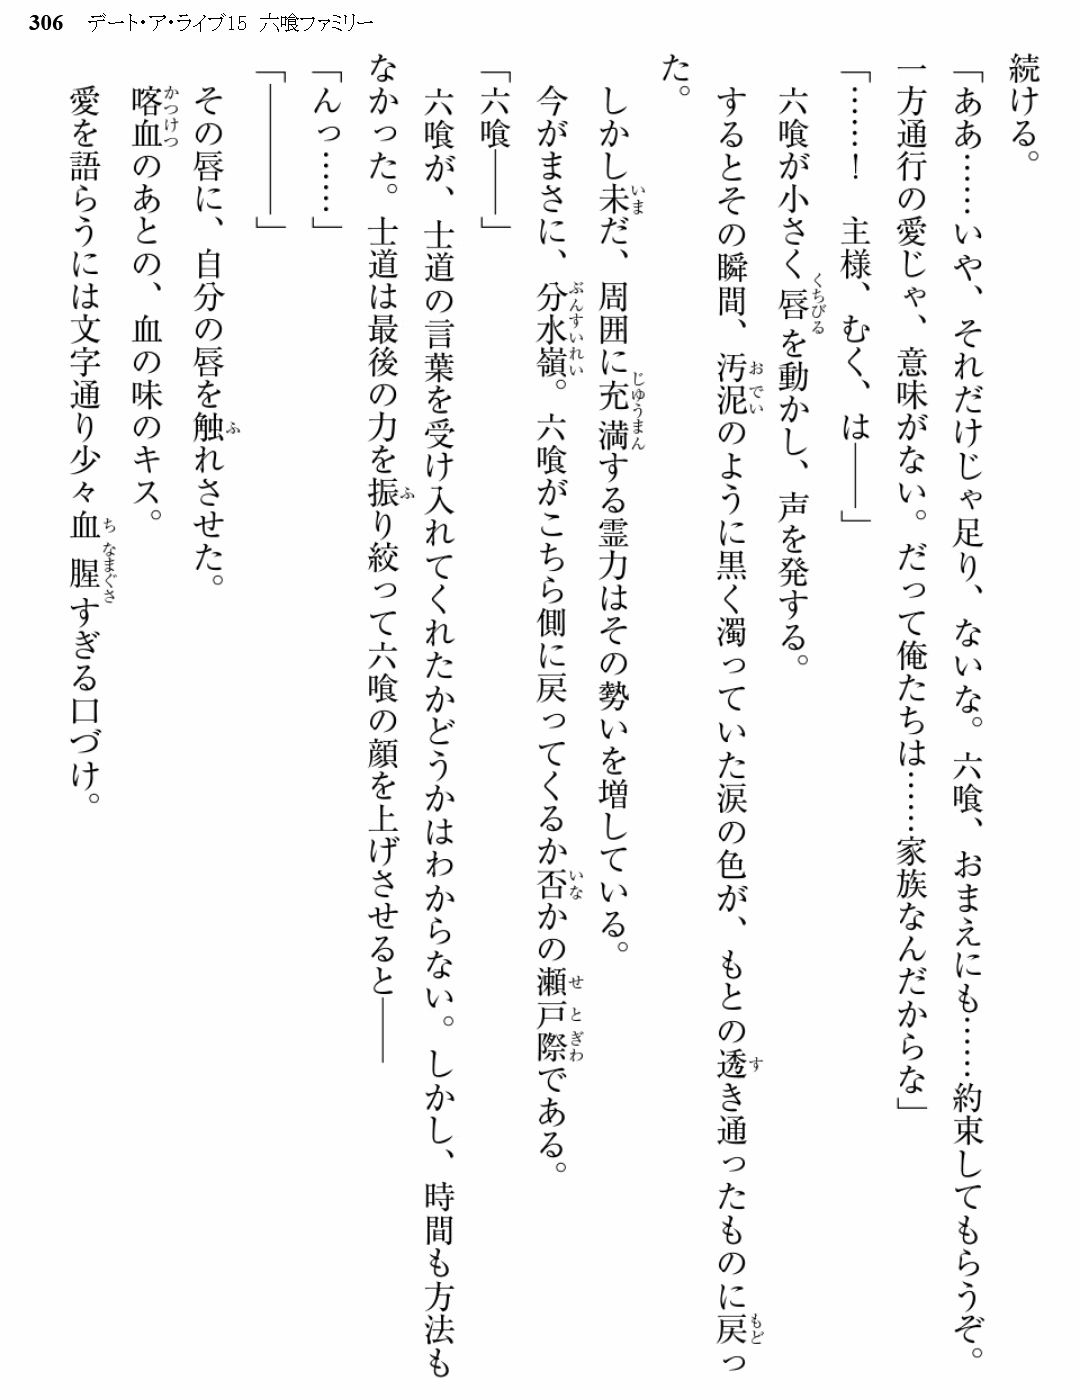 306 デート・ア・ライブ15 六喰ファミリー
続ける。
「ああ……いや、それだけじゃ足り、ないな。六喰、おまえにも……約束してもらうぞ。
一方通行の愛じゃ、意味がない。だって俺たちは……家族なんだからな」
「……！　主様、むく、は――」
六喰が小さく唇を動かし、声を発する。
するとその瞬間、汚泥のように黒く濁っていた涙の色が、もとの透き通ったものに戻っ
た。
しかし未だ、周囲に充満する霊力はその勢いを増している。
今がまさに、分水嶺。六喰がこちら側に戻ってくるか否かの瀬戸際である。
「六喰――」
六喰が、士道の言葉を受け入れてくれたかどうかはわからない。しかし、時間も方法も
なかった。士道は最後の力を振り絞って六喰の顔を上げさせると――
「んっ……」
「――――」
その唇に、自分の唇を触れさせた。
喀血のあとの、血の味のキス。
愛を語らうには文字通り少々血腥すぎる口づけ。